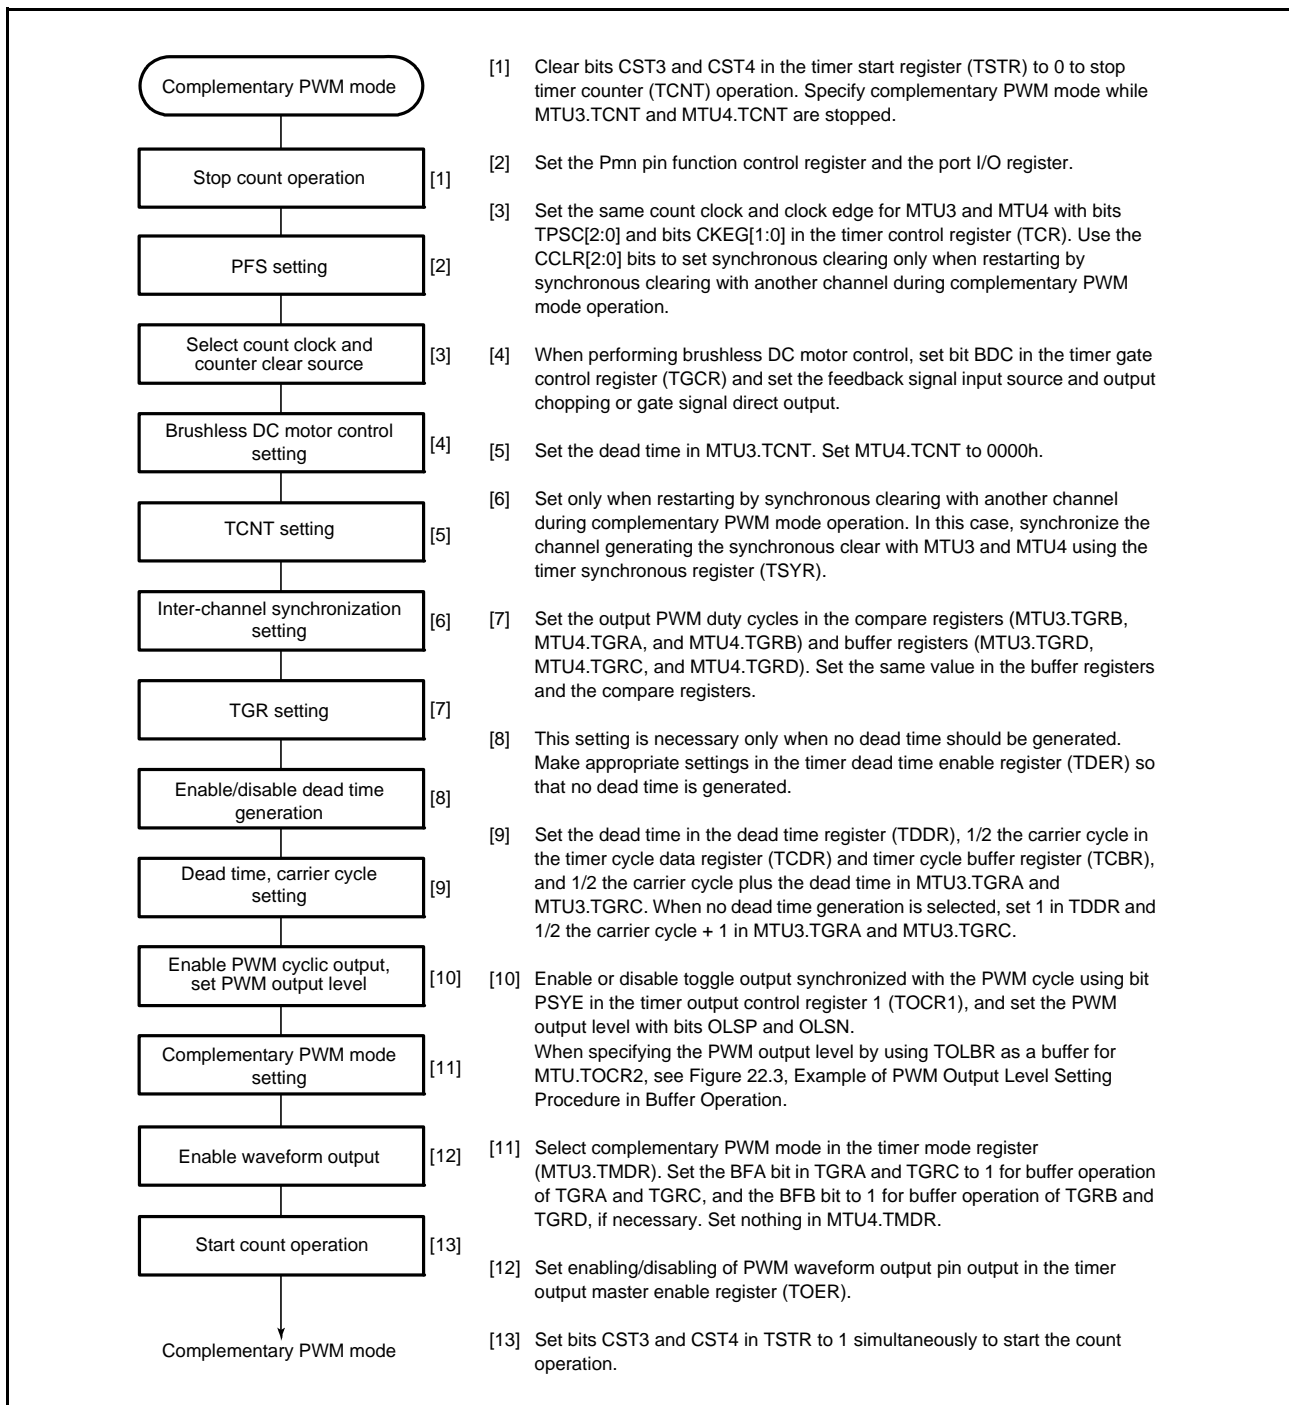 Complementary PWM mode
Stop count operation
[1]
PFS setting
[2]
Select count clock and
counter clear source
[3]
Brushless DC motor control
setting
[4]
TCNT setting
[5]
Inter-channel synchronization
setting
[6]
TGR setting
[7]
Enable/disable dead time
generation
[8]
Dead time, carrier cycle
setting
[9]
Enable PWM cyclic output,
set PWM output level
[10]
Complementary PWM mode
setting
[11]
Enable waveform output
[12]
Start count operation
[13]
Complementary PWM mode
[1] Clear bits CST3 and CST4 in the timer start register (TSTR) to 0 to stop
timer counter (TCNT) operation. Specify complementary PWM mode while
MTU3.TCNT and MTU4.TCNT are stopped.
[2] Set the Pmn pin function control register and the port I/O register.
[3] Set the same count clock and clock edge for MTU3 and MTU4 with bits
TPSC[2:0] and bits CKEG[1:0] in the timer control register (TCR). Use the
CCLR[2:0] bits to set synchronous clearing only when restarting by
synchronous clearing with another channel during complementary PWM
mode operation.
[4] When performing brushless DC motor control, set bit BDC in the timer gate
control register (TGCR) and set the feedback signal input source and output
chopping or gate signal direct output.
[5] Set the dead time in MTU3.TCNT. Set MTU4.TCNT to 0000h.
[6] Set only when restarting by synchronous clearing with another channel
during complementary PWM mode operation. In this case, synchronize the
channel generating the synchronous clear with MTU3 and MTU4 using the
timer synchronous register (TSYR).
[7] Set the output PWM duty cycles in the compare registers (MTU3.TGRB,
MTU4.TGRA, and MTU4.TGRB) and buffer registers (MTU3.TGRD,
MTU4.TGRC, and MTU4.TGRD). Set the same value in the buffer registers
and the compare registers.
[8] This setting is necessary only when no dead time should be generated.
Make appropriate settings in the timer dead time enable register (TDER) so
that no dead time is generated.
[9] Set the dead time in the dead time register (TDDR), 1/2 the carrier cycle in
the timer cycle data register (TCDR) and timer cycle buffer register (TCBR),
and 1/2 the carrier cycle plus the dead time in MTU3.TGRA and
MTU3.TGRC. When no dead time generation is selected, set 1 in TDDR and
1/2 the carrier cycle + 1 in MTU3.TGRA and MTU3.TGRC.
[10] Enable or disable toggle output synchronized with the PWM cycle using bit
PSYE in the timer output control register 1 (TOCR1), and set the PWM
output level with bits OLSP and OLSN.
When specifying the PWM output level by using TOLBR as a buffer for
MTU.TOCR2, see Figure 22.3, Example of PWM Output Level Setting
Procedure in Buffer Operation.
[11] Select complementary PWM mode in the timer mode register
(MTU3.TMDR). Set the BFA bit in TGRA and TGRC to 1 for buffer operation
of TGRA and TGRC, and the BFB bit to 1 for buffer operation of TGRB and
TGRD, if necessary. Set nothing in MTU4.TMDR.
[12] Set enabling/disabling of PWM waveform output pin output in the timer
output master enable register (TOER).
[13] Set bits CST3 and CST4 in TSTR to 1 simultaneously to start the count
operation.